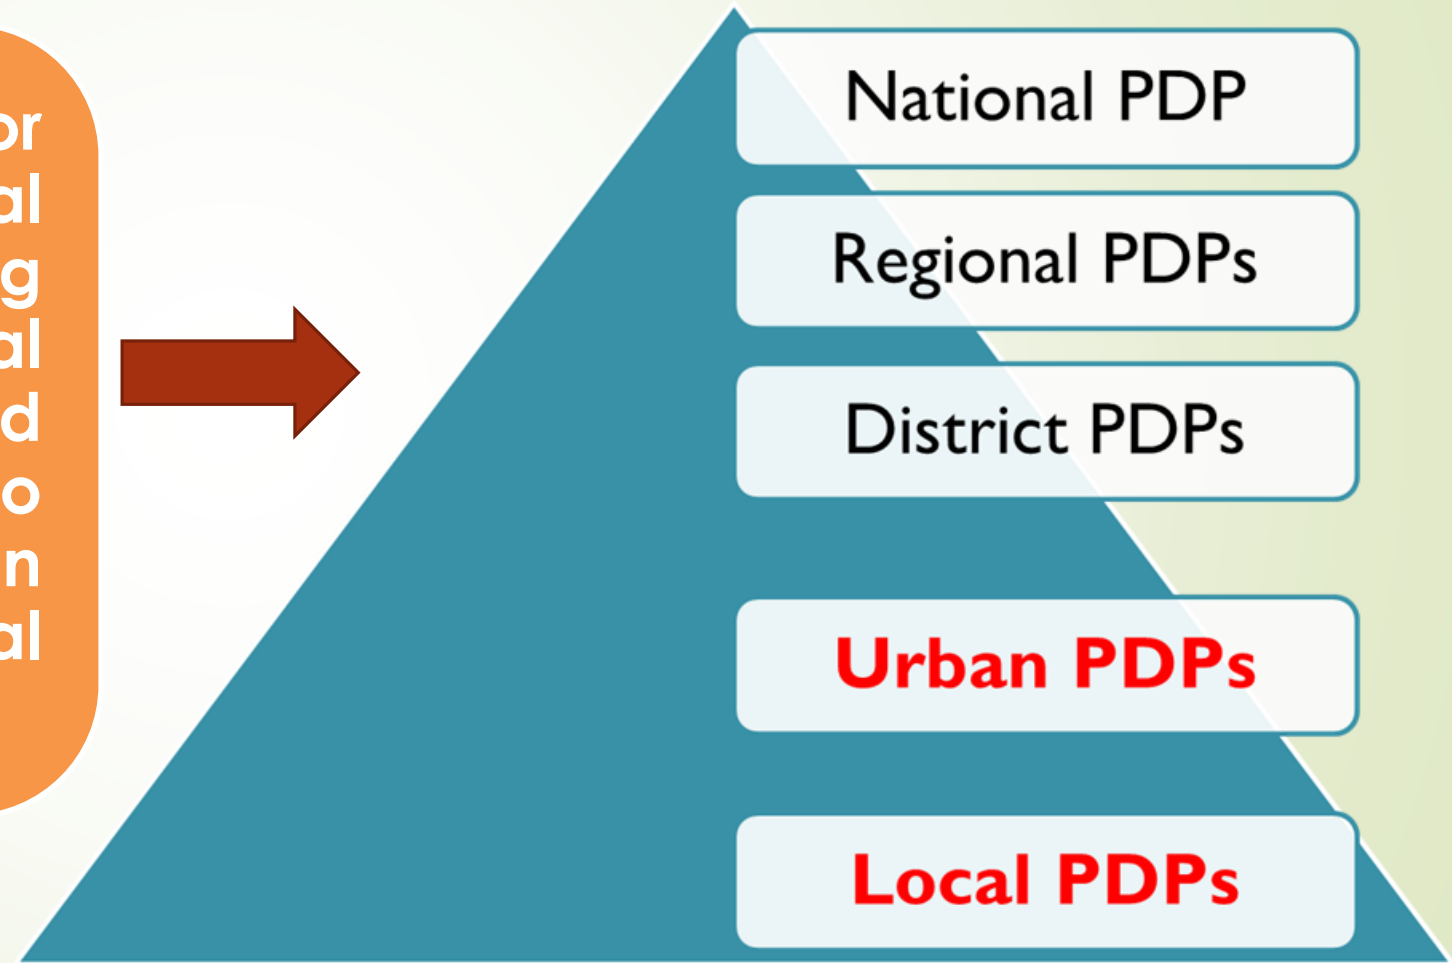 National PDP
Regional PDPs
District PDPs
Urban PDPs
Local PDPs